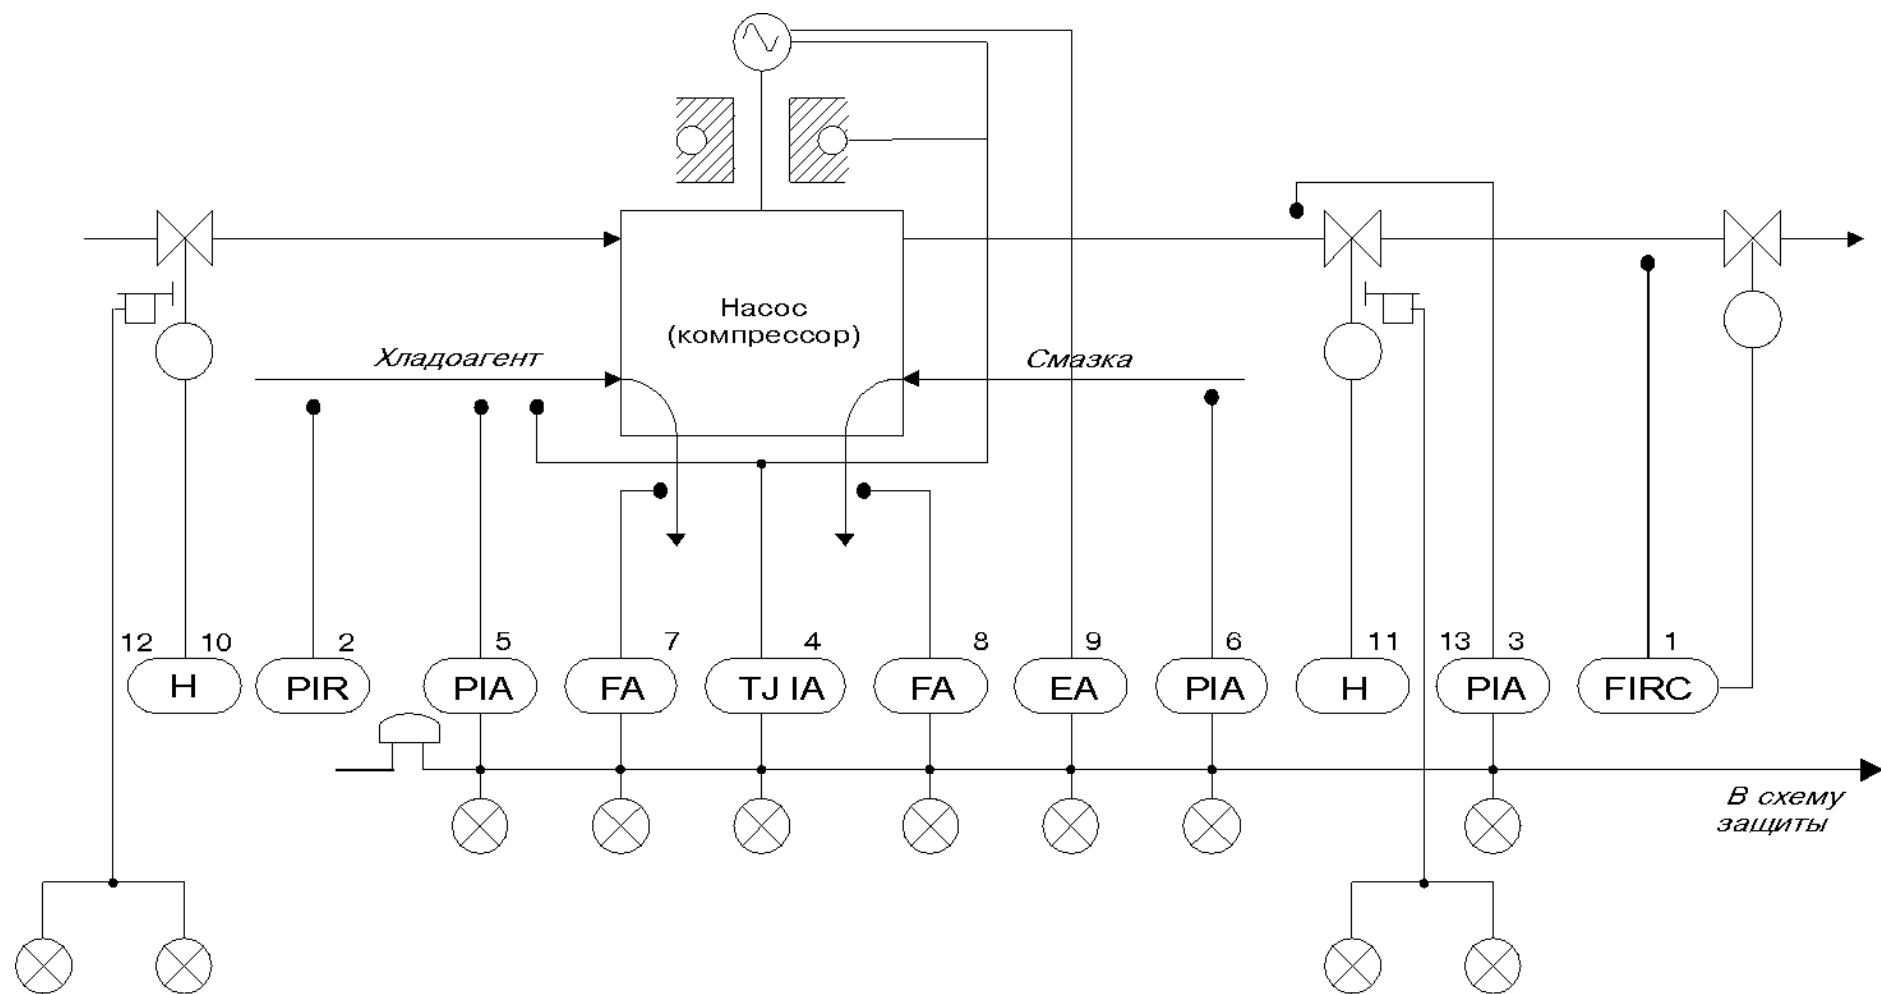 Насос
(компрессор)
Хладоагент
Смазка
12 10 2 5 7 4 8 9 6 11 13 3 1
H PIR PIA FA TJ IA FA EA PIA H PIA FIRC
В схему
защиты